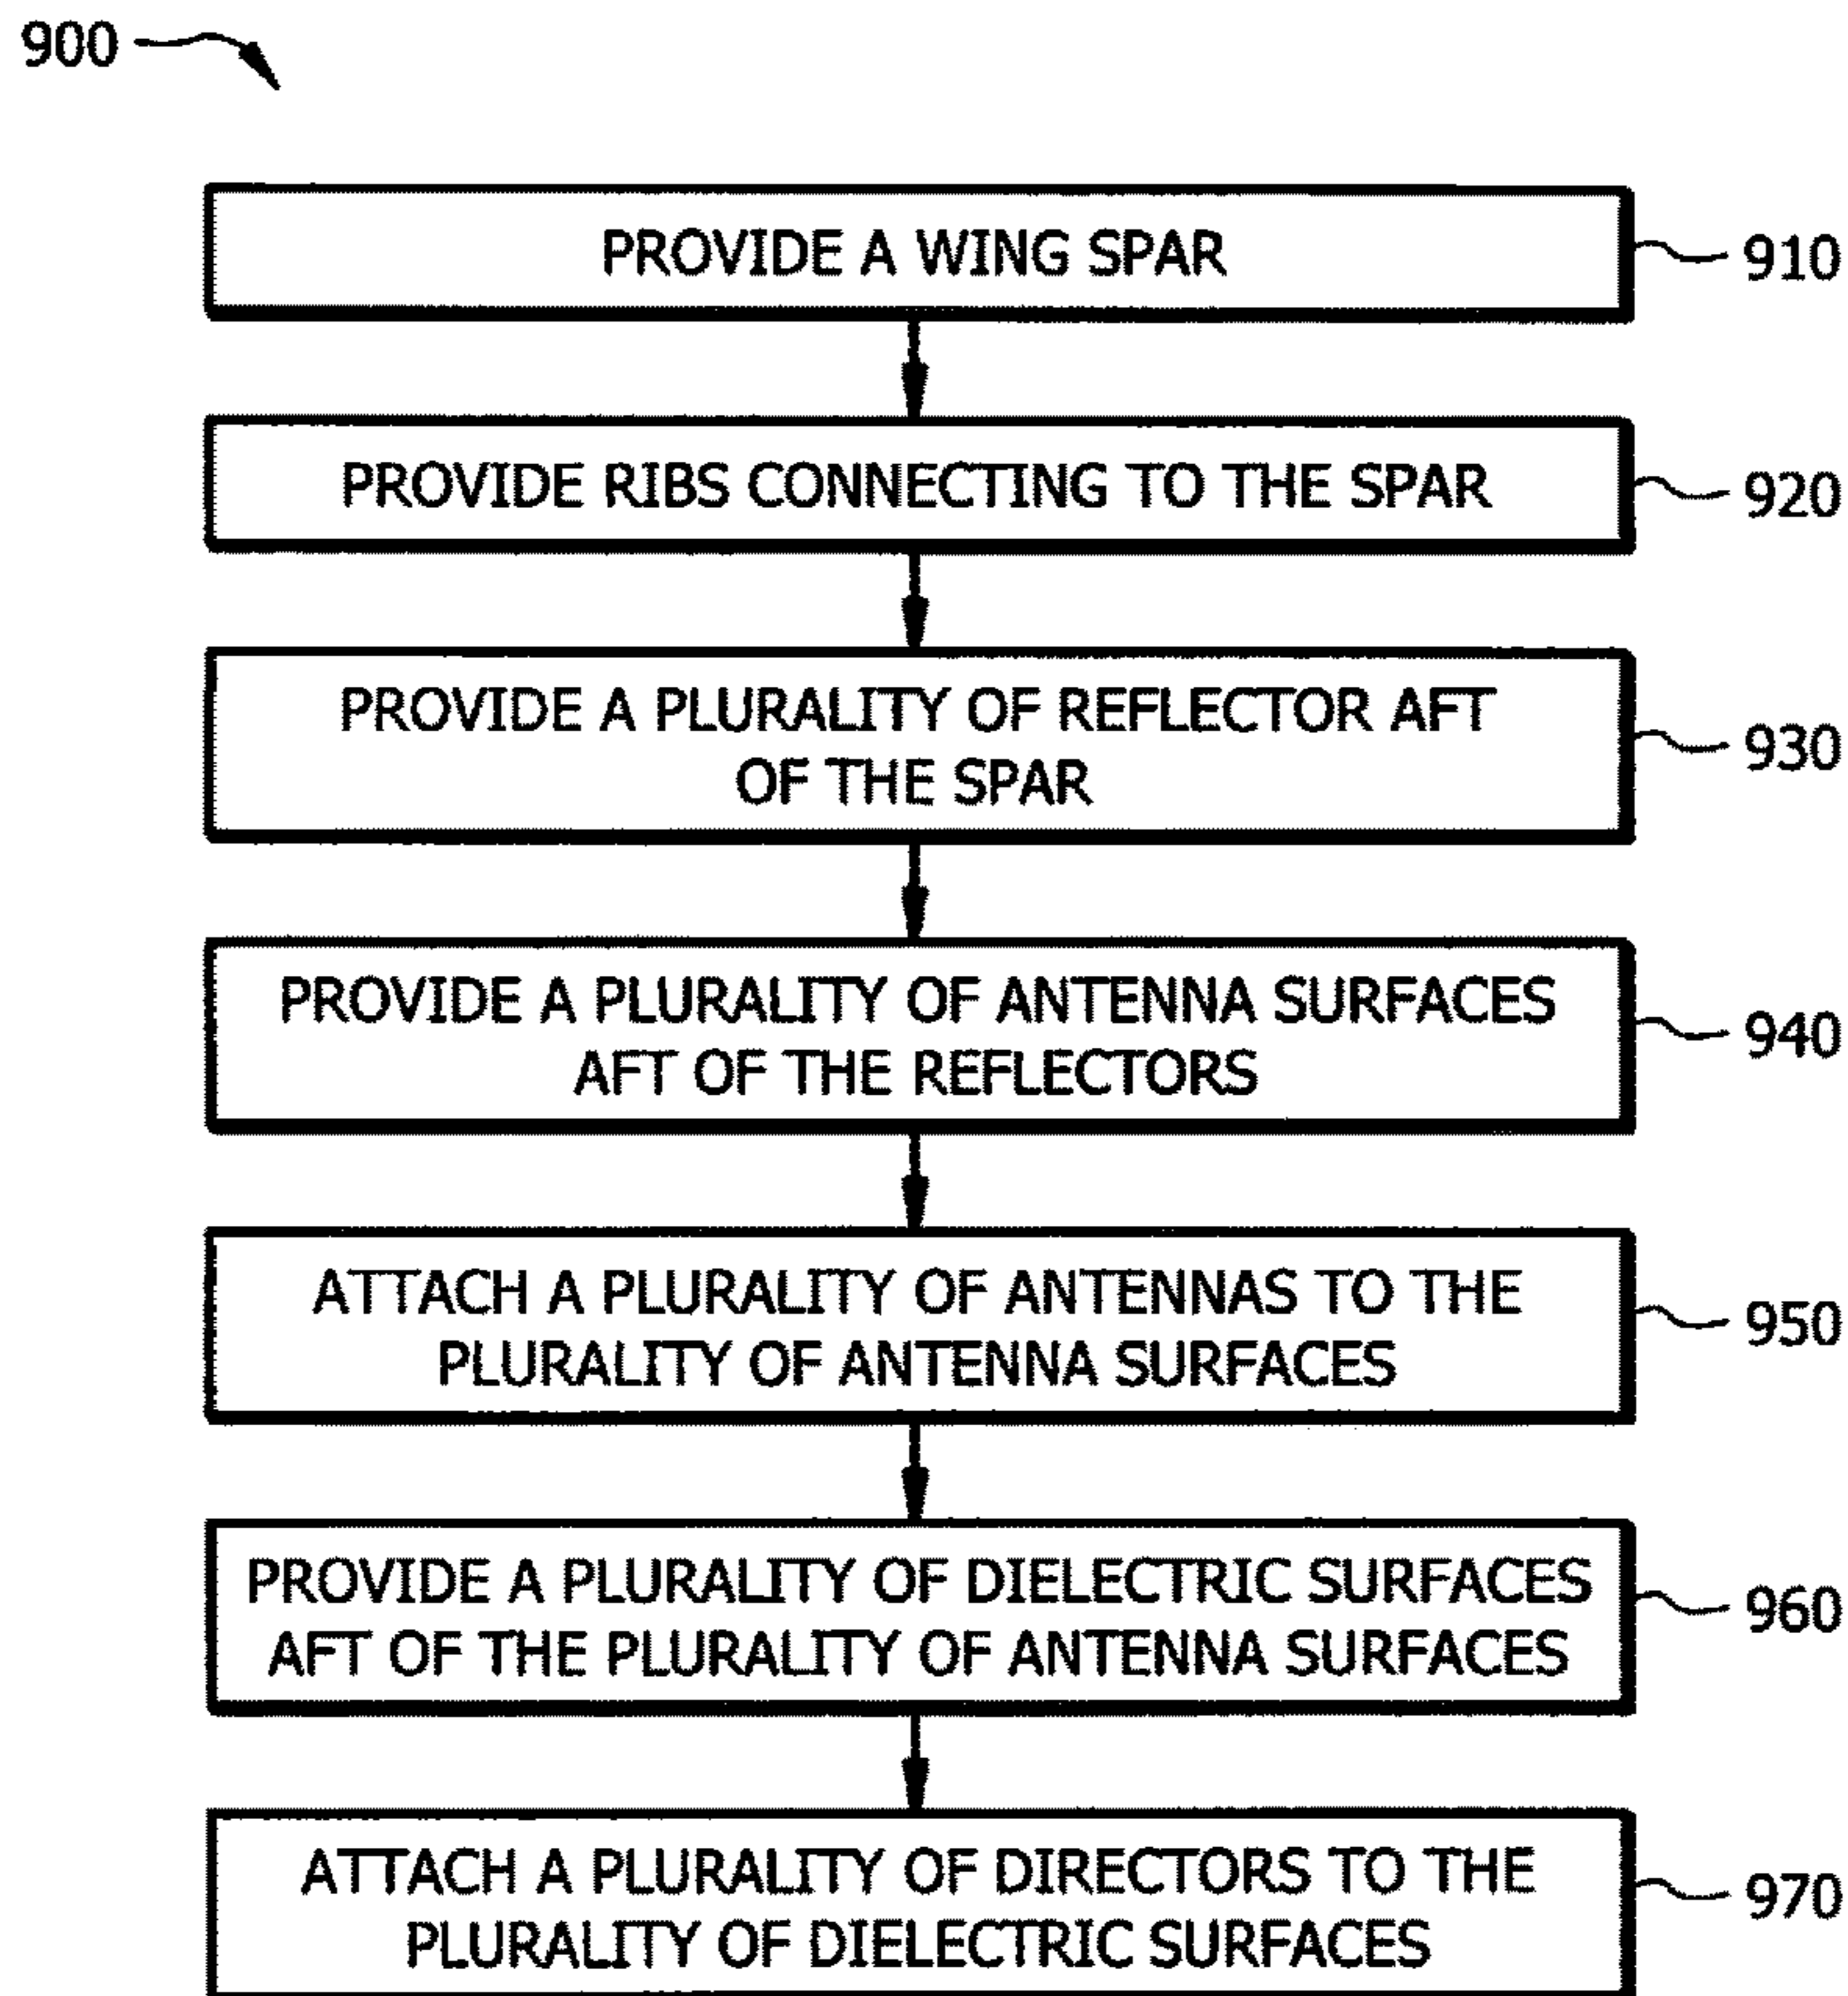 900
PROVIDE A WING SPAR
910
PROVIDE RIBS CONNECTING TO THE SPAR
920
PROVIDE A PLURALITY OF REFLECTOR AFT
OF THE SPAR
930
PROVIDE A PLURALITY OF ANTENNA SURFACES
AFT OF THE REFLECTORS
940
ATTACH A PLURALITY OF ANTENNAS TO THE
PLURALITY OF ANTENNA SURFACES
950
PROVIDE A PLURALITY OF DIELECTRIC SURFACES
AFT OF THE PLURALITY OF ANTENNA SURFACES
960
ATTACH A PLURALITY OF DIRECTORS TO THE
PLURALITY OF DIELECTRIC SURFACES
970